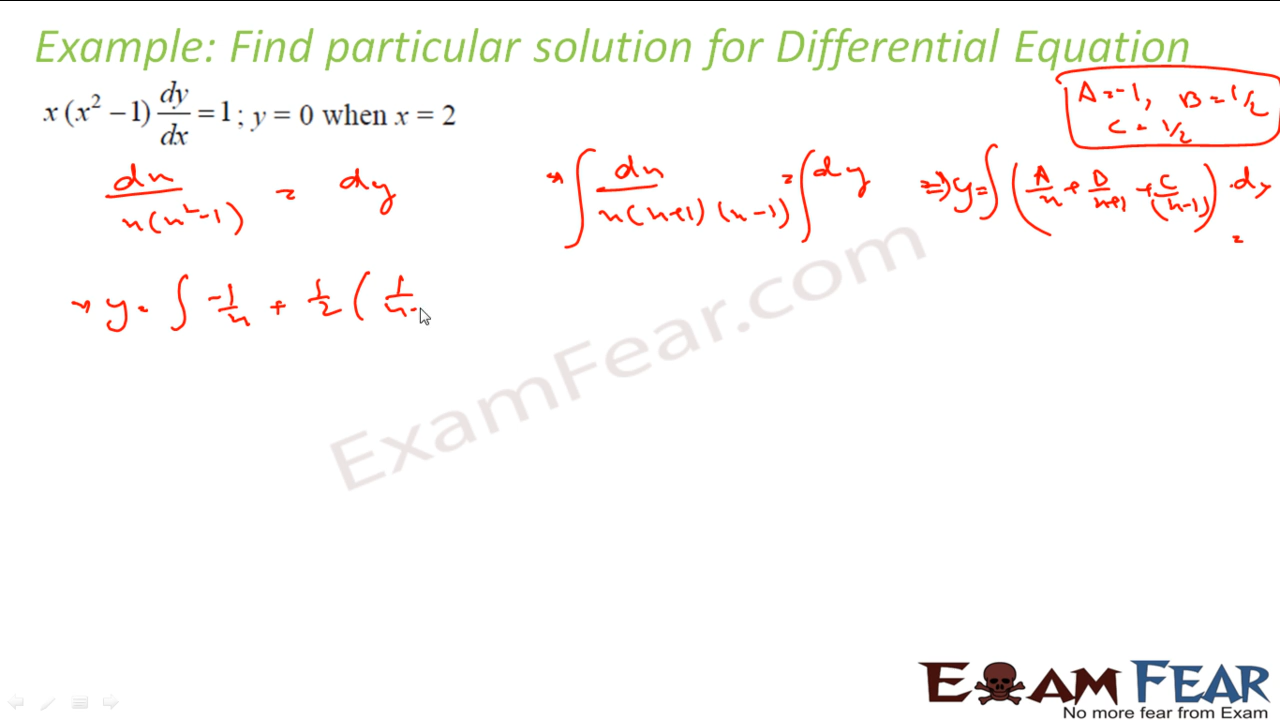 Example: Find particular solution for Differential Equation
x(x² − 1) dy/dx = 1 ; y = 0 when x = 2
A = -1, B = 1/2
C = 1/2
dx / x(x²-1) = dy
⇒ ∫ dx / x(x+1)(x-1) = ∫ dy
⇒ y = ∫ (A/x + B/x+1 + C/(x-1)) . dx
⇒ y = ∫ -1/x + 1/2 ( 1/x-
ExamFear.com
EXAM FEAR
No more fear from Exam